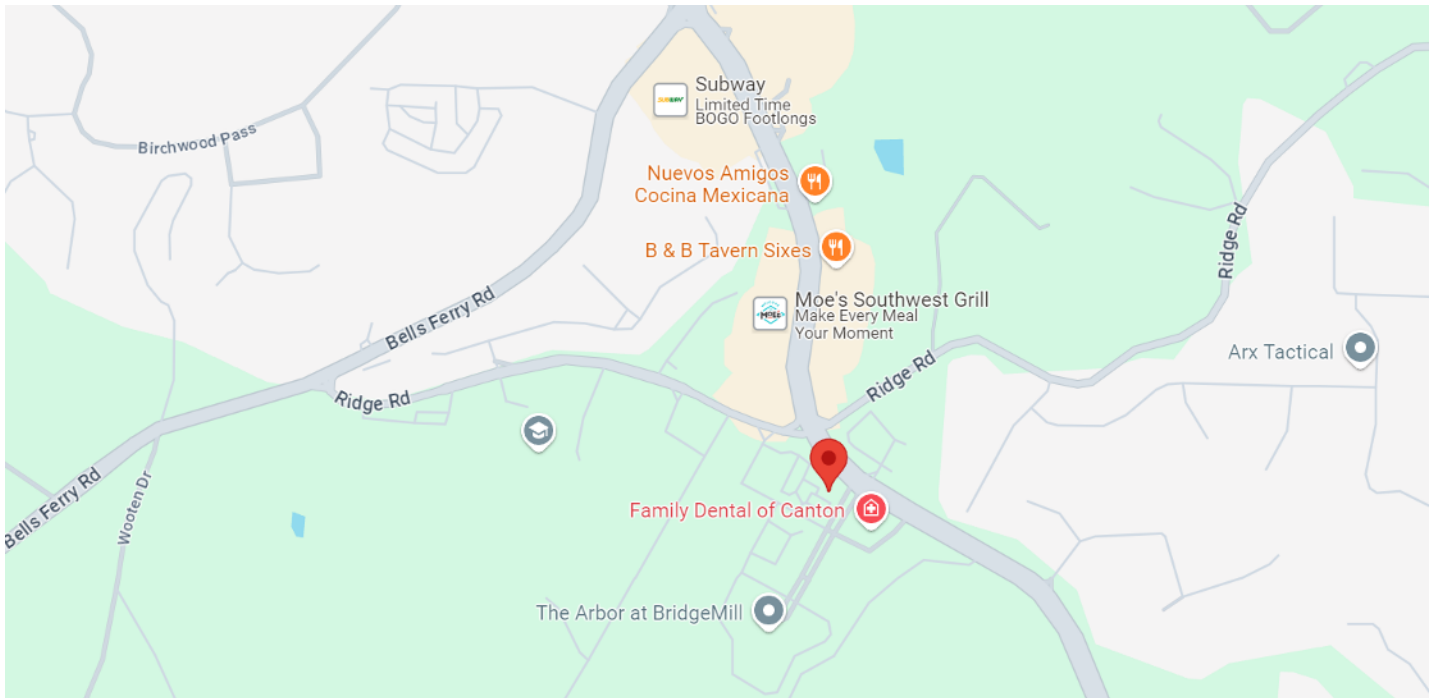 Subway
Limited Time
BOGO Footlongs
SUBWAY
Birchwood Pass
Nuevos Amigos
Cocina Mexicana
Ridge Rd
B & B Tavern Sixes
Bells Ferry Rd
Moe's Southwest Grill
Make Every Meal
Your Moment
MOE'S
Arx Tactical
Ridge Rd
Ridge Rd
Bells Ferry Rd
Wooten Dr
Family Dental of Canton
The Arbor at BridgeMill